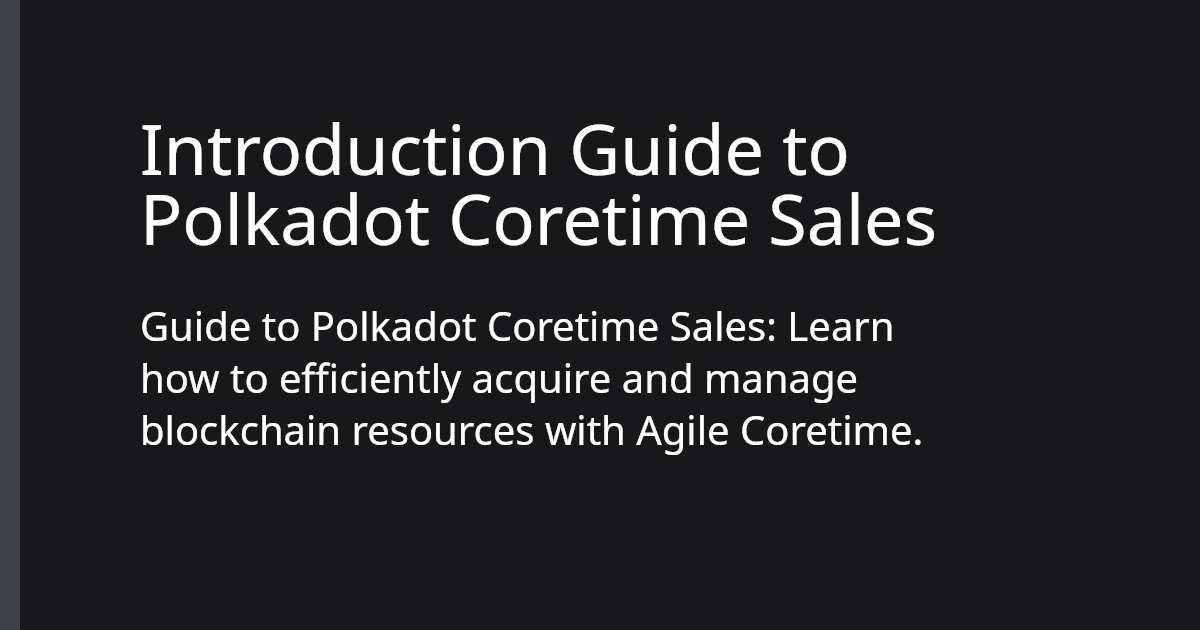 Introduction Guide to
Polkadot Coretime Sales
Guide to Polkadot Coretime Sales: Learn
how to efficiently acquire and manage
blockchain resources with Agile Coretime.